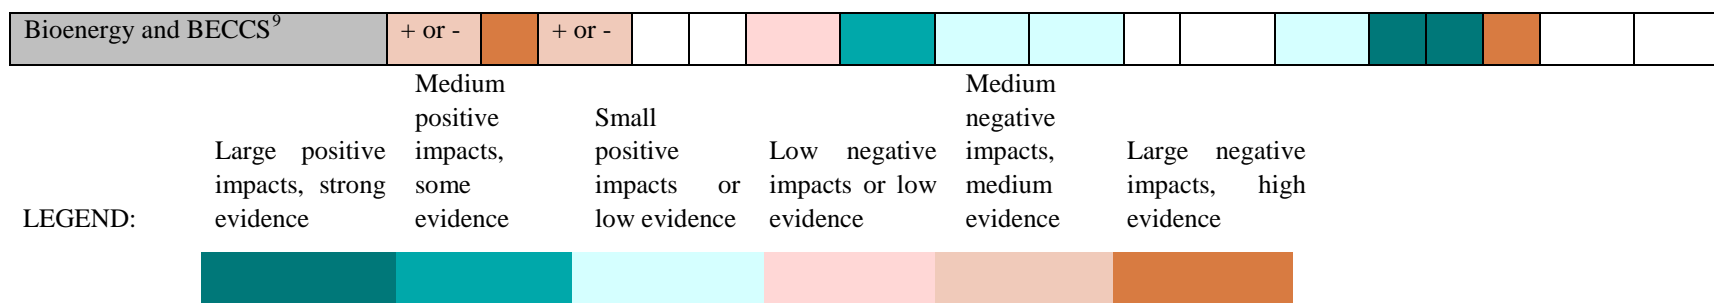 Bioenergy and BECCS9 + or - + or -
LEGEND:
Large positive
impacts, strong
evidence
Medium
positive
impacts,
some
evidence
Small
positive
impacts or
low evidence
Low negative
impacts or low
evidence
Medium
negative
impacts,
medium
evidence
Large negative
impacts, high
evidence